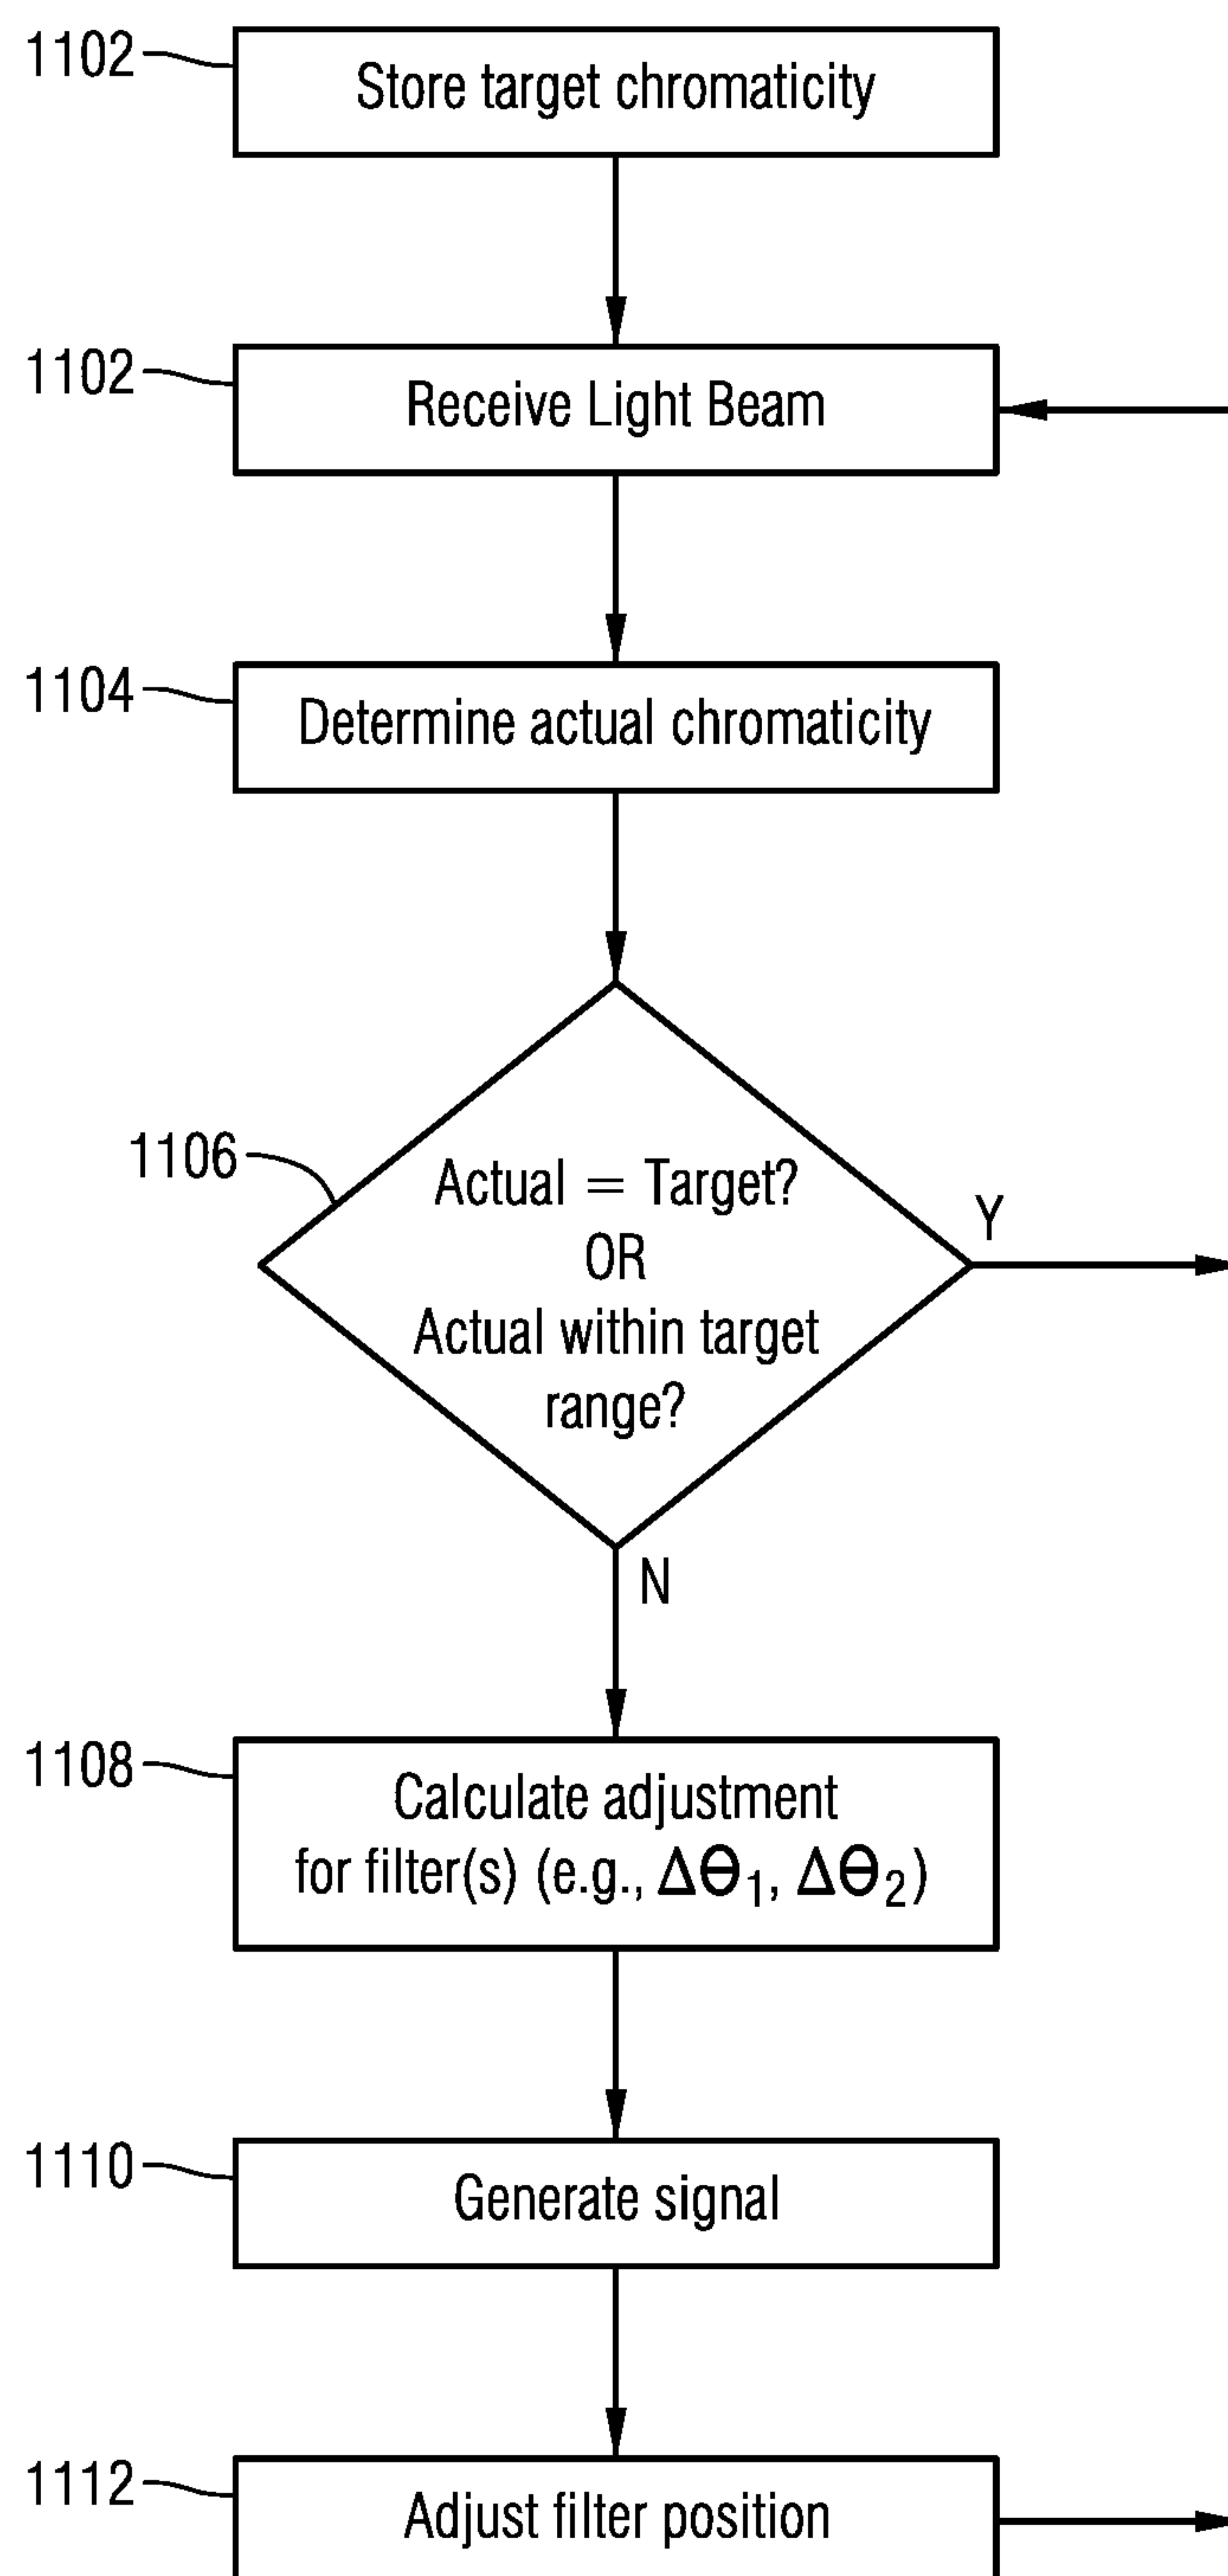 1102
Store target chromaticity
1102
Receive Light Beam
1104
Determine actual chromaticity
1106
Actual = Target?
OR
Actual within target
range?
Y
N
1108
Calculate adjustment
for filter(s) (e.g., ΔΘ₁, ΔΘ₂)
1110
Generate signal
1112
Adjust filter position